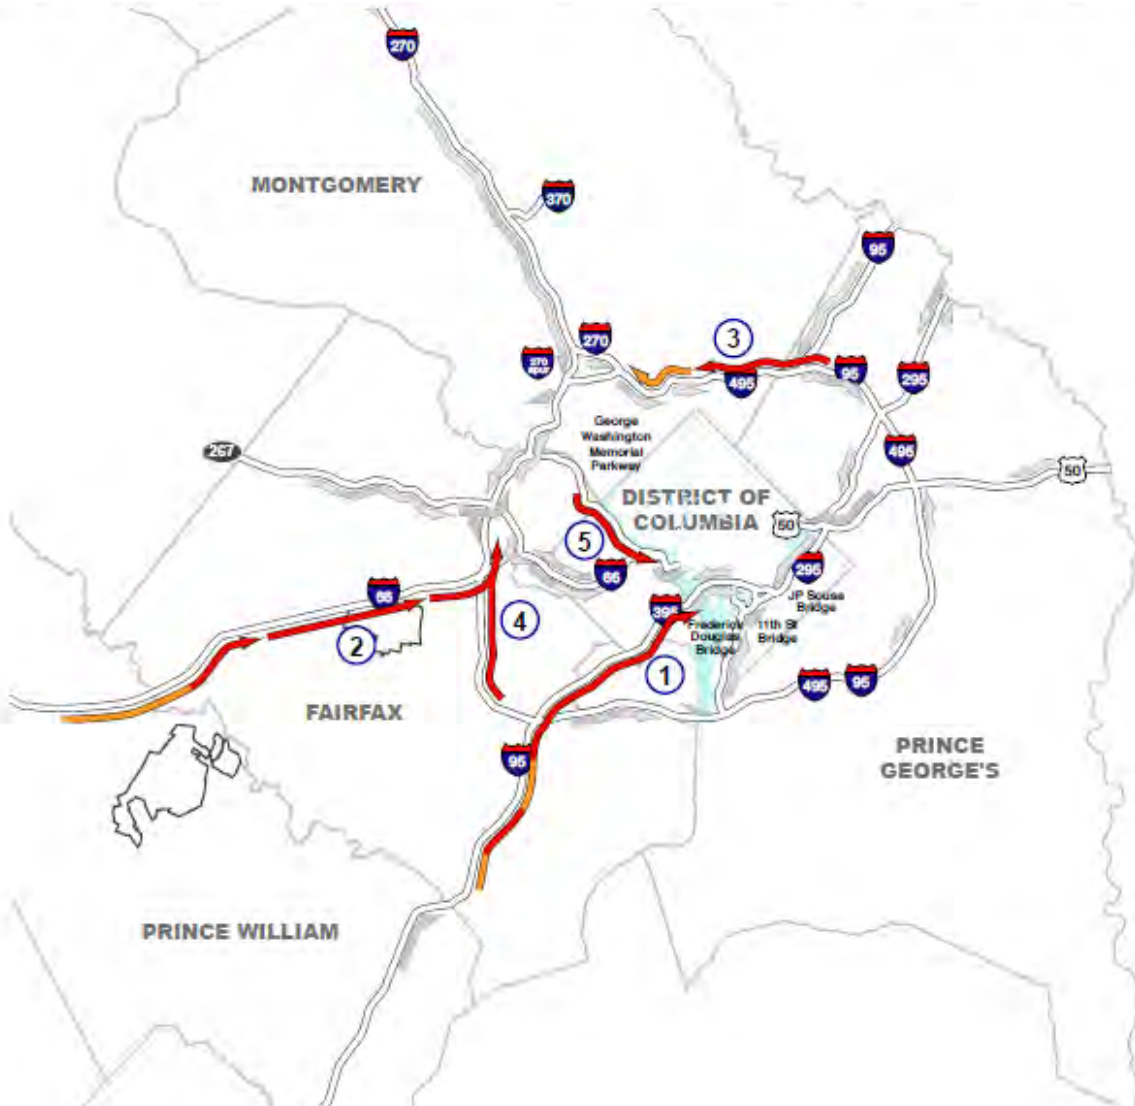 270
MONTGOMERY
370
95
3
270
270
spur
495
95
295
George
Washington
Memorial
Parkway
267
495
50
DISTRICT OF
COLUMBIA
50
5
66
295
66
JP Sousa
Bridge
395
4
Frederick
Douglas
Bridge
11th St
Bridge
2
1
495
95
FAIRFAX
95
PRINCE
GEORGE'S
PRINCE WILLIAM